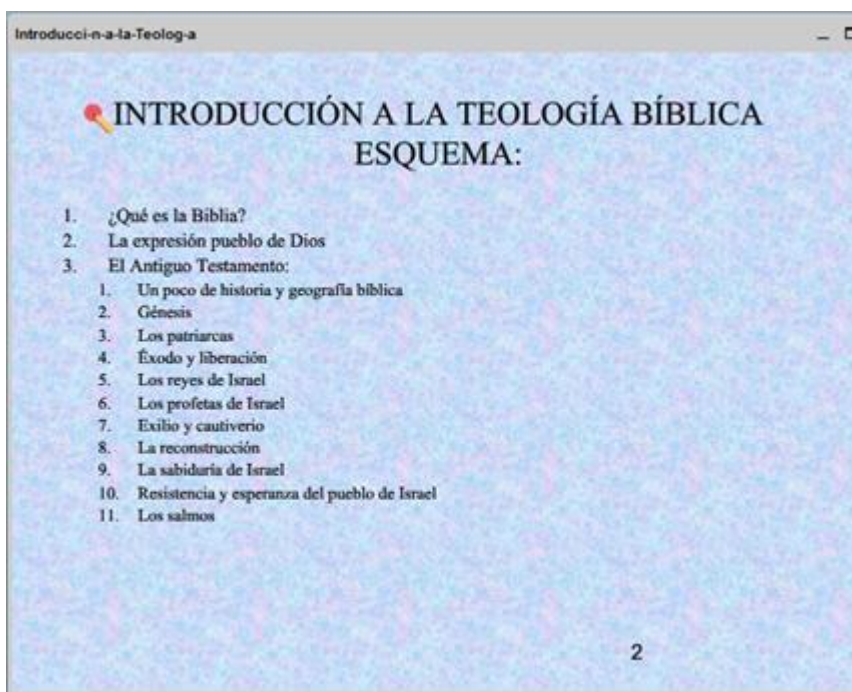 Introducci-n-a-la-Teolog-a
INTRODUCCIÓN A LA TEOLOGÍA BÍBLICA
ESQUEMA:
1. ¿Qué es la Biblia?
2. La expresión pueblo de Dios
3. El Antiguo Testamento:
1. Un poco de historia y geografía bíblica
2. Génesis
3. Los patriarcas
4. Éxodo y liberación
5. Los reyes de Israel
6. Los profetas de Israel
7. Exilio y cautiverio
8. La reconstrucción
9. La sabiduría de Israel
10. Resistencia y esperanza del pueblo de Israel
11. Los salmos
2